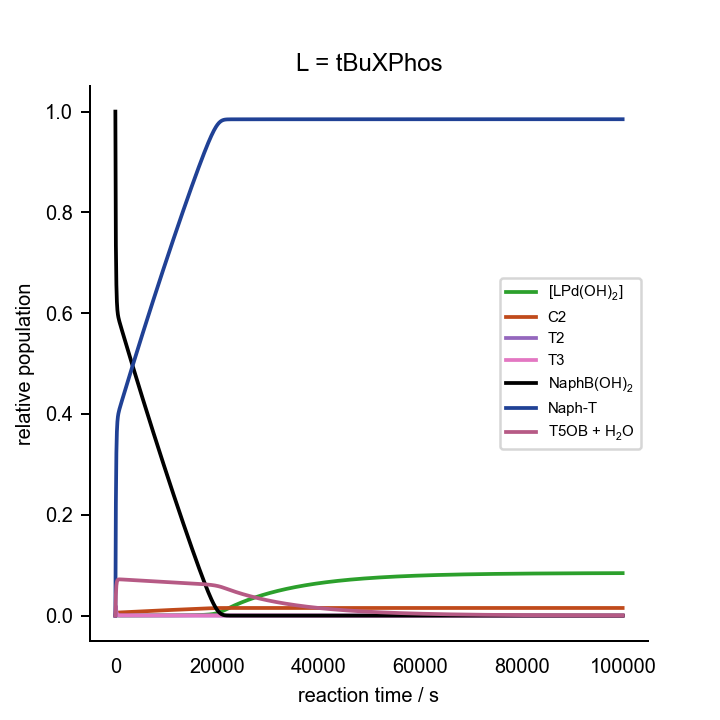 L = tBuXPhos
relative population
1.0
0.8
0.6
0.4
0.2
0.0
[LPd(OH)₂]
C2
T2
T3
NaphB(OH)₂
Naph-T
T5OB + H₂O
0 20000 40000 60000 80000 100000
reaction time / s